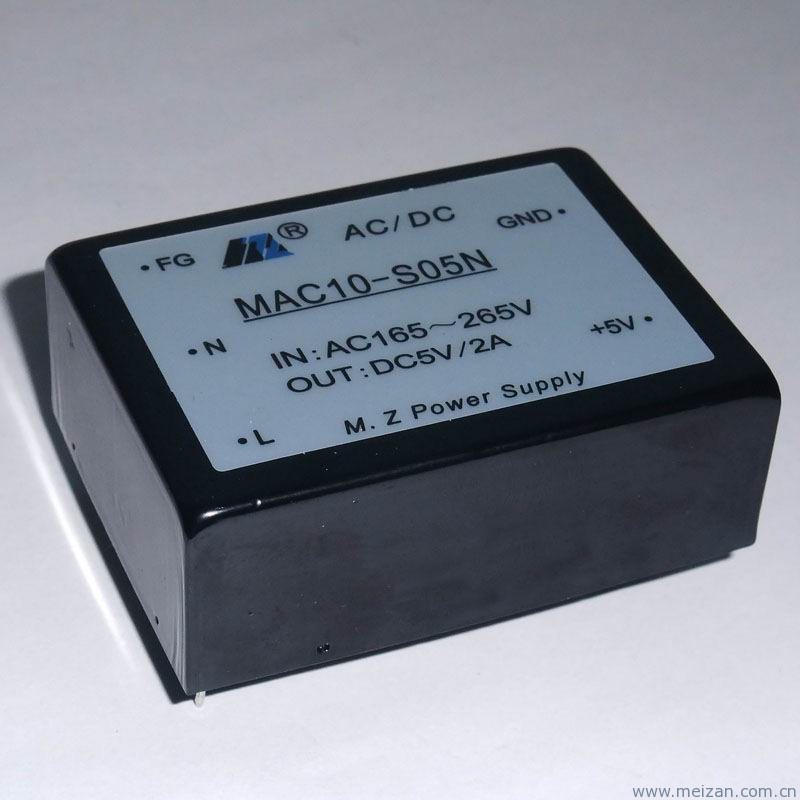 •FG MZ® AC/DC GND•
MAC10-S05N
•N IN:AC165～265V +5V•
OUT:DC5V/2A
•L M.Z Power Supply
www.meizan.com.cn